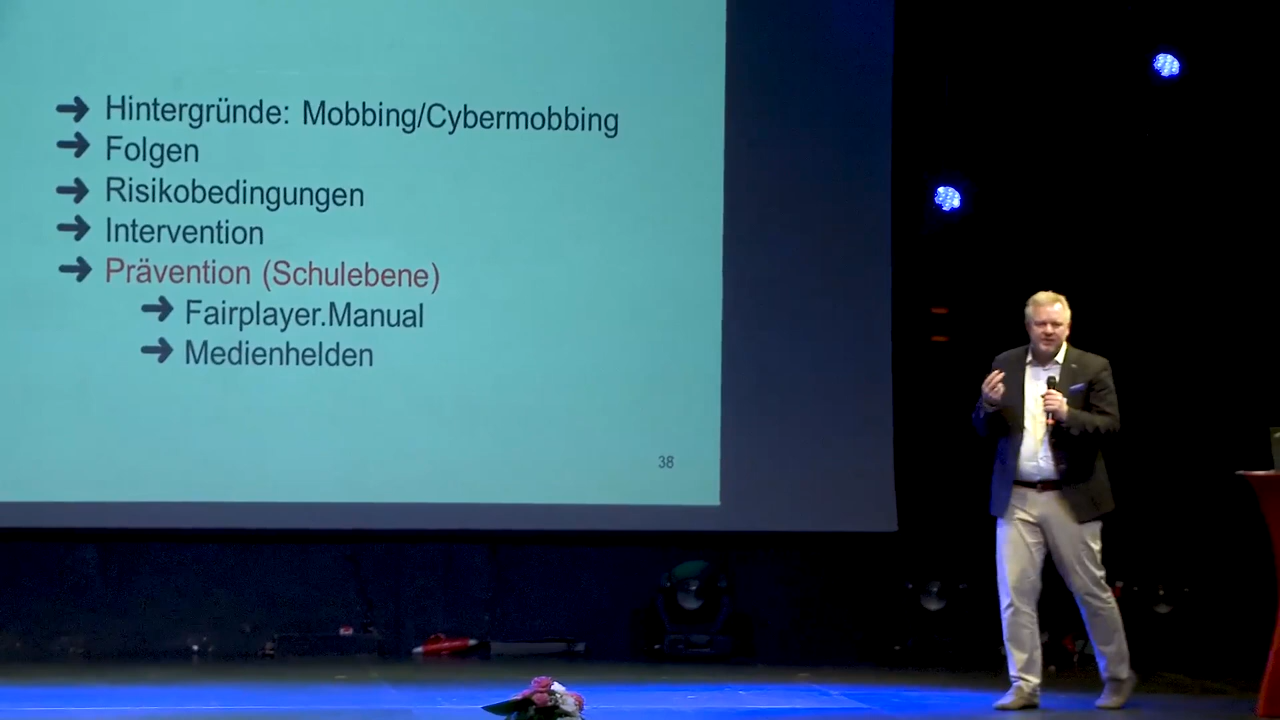 ➔ Hintergründe: Mobbing/Cybermobbing
➔ Folgen
➔ Risikobedingungen
➔ Intervention
➔ Prävention (Schulebene)
➔ Fairplayer.Manual
➔ Medienhelden
38